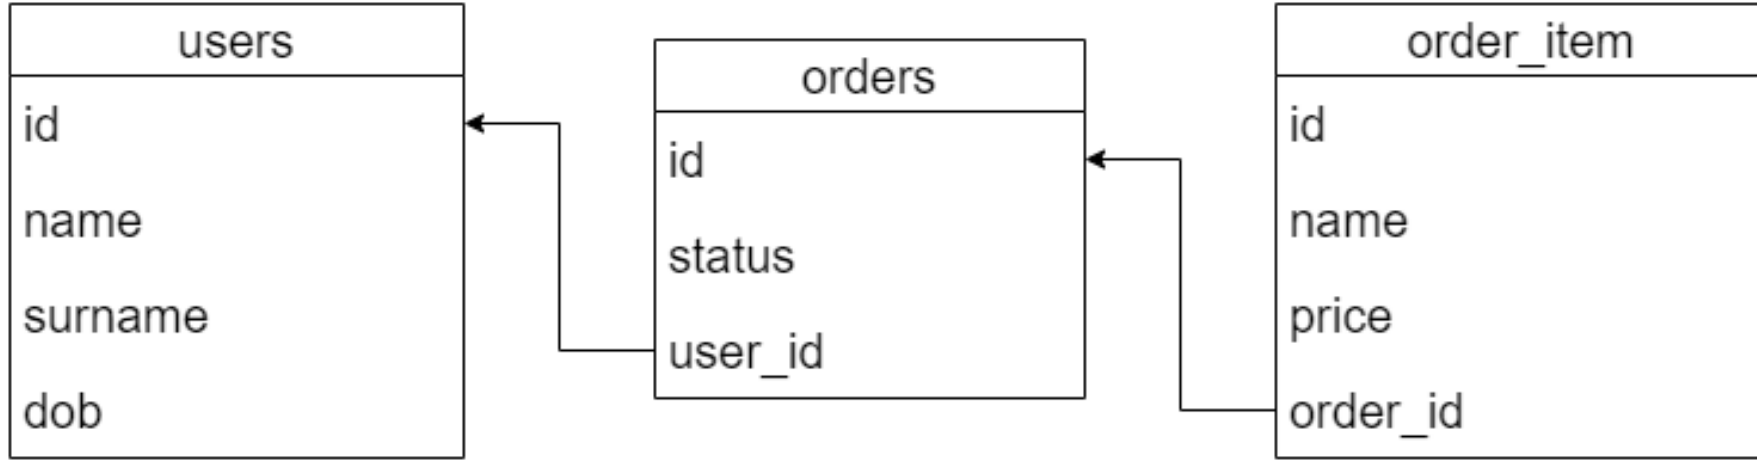 users
id
name
surname
dob
orders
id
status
user_id
order_item
id
name
price
order_id